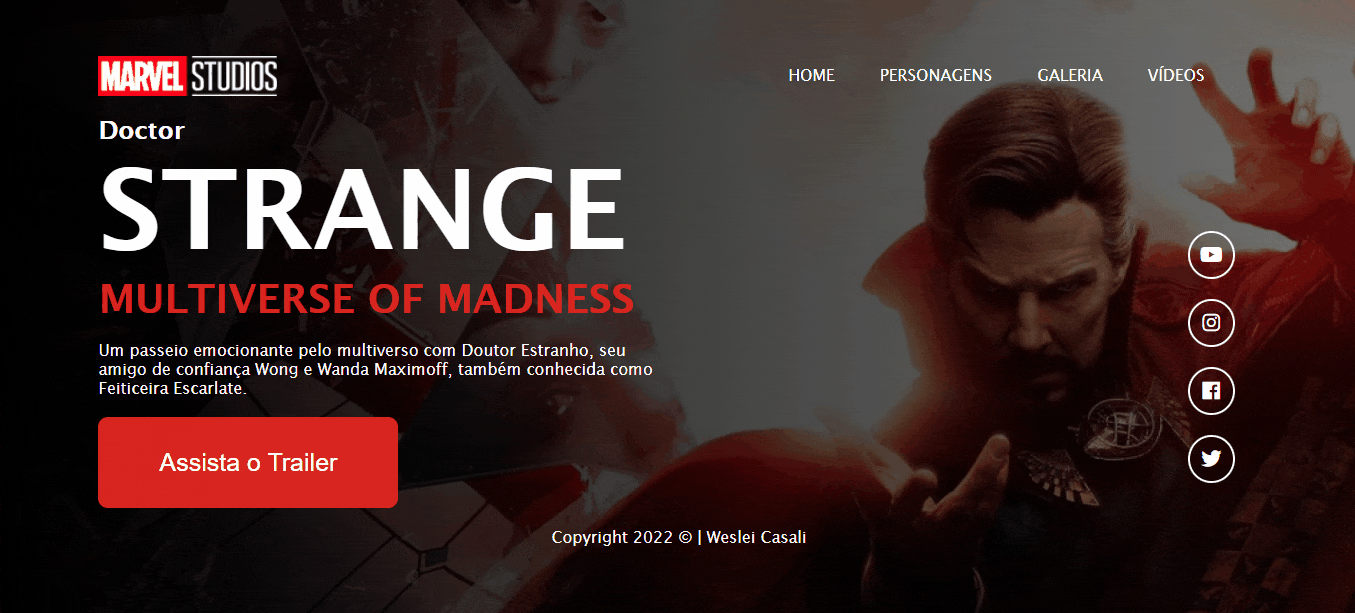 MARVEL STUDIOS
HOME PERSONAGENS GALERIA VÍDEOS
Doctor
STRANGE
MULTIVERSE OF MADNESS
Um passeio emocionante pelo multiverso com Doutor Estranho, seu
amigo de confiança Wong e Wanda Maximoff, também conhecida como
Feiticeira Escarlate.
Assista o Trailer
Copyright 2022 © | Weslei Casali